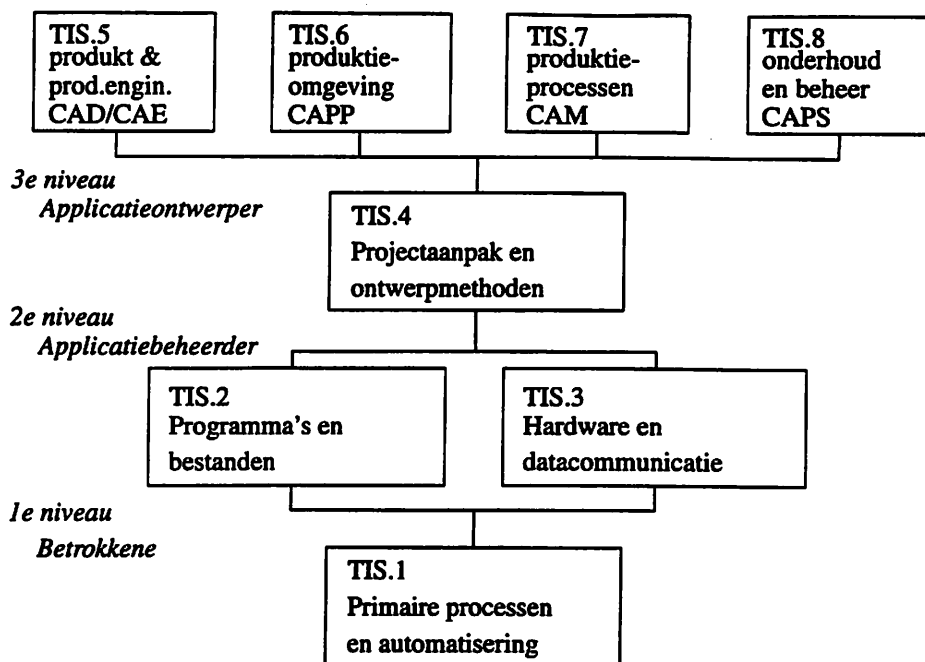 TIS.5
produkt &
prod.engin.
CAD/CAE
TIS.6
produktie-
omgeving
CAPP
TIS.7
produktie-
processen
CAM
TIS.8
onderhoud
en beheer
CAPS
3e niveau
Applicatieontwerper
TIS.4
Projectaanpak en
ontwerpmethoden
2e niveau
Applicatiebeheerder
TIS.2
Programma's en
bestanden
TIS.3
Hardware en
datacommunicatie
1e niveau
Betrokkene
TIS.1
Primaire processen
en automatisering